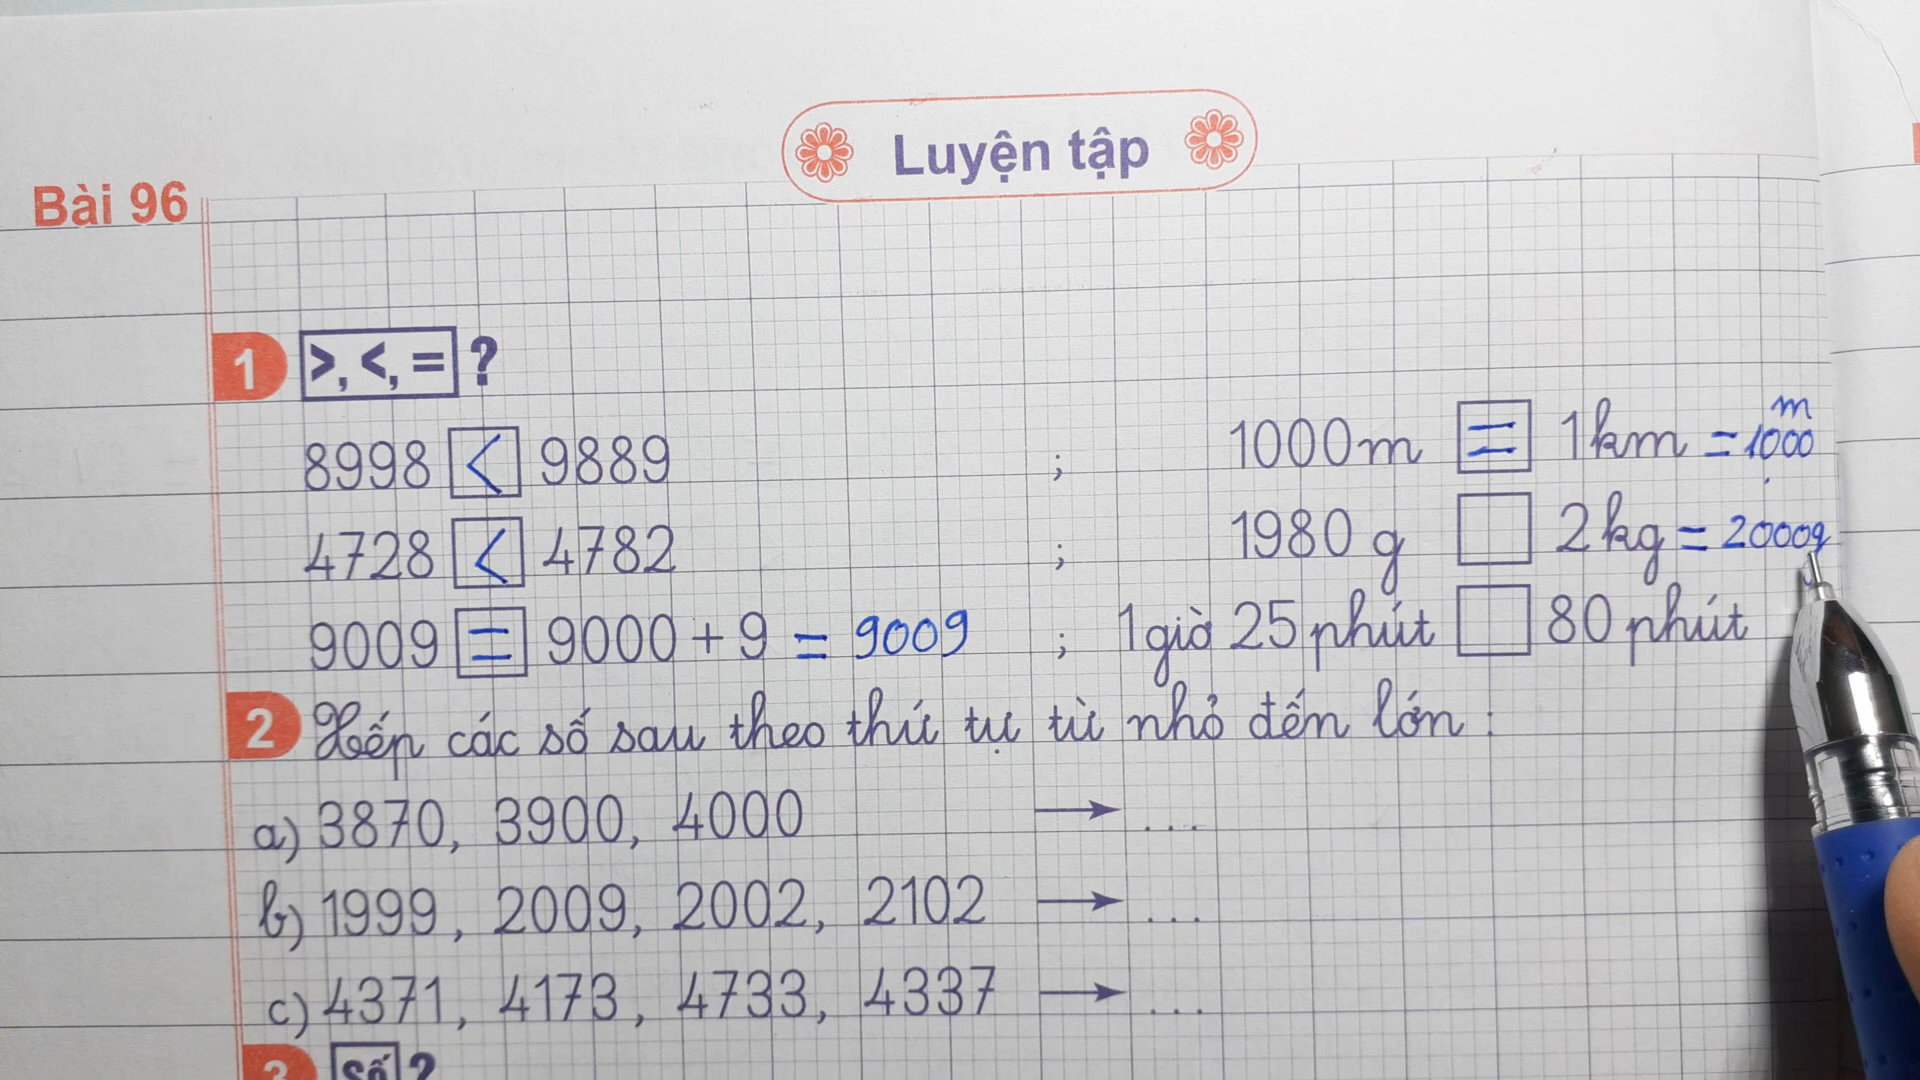 Luyện tập
Bài 96
1 >, <, = ?
8998 < 9889 ; 1000m = 1km = 1000 m
4728 < 4782 ; 1980 g 2kg = 2000g
9009 = 9000 + 9 = 9009 ; 1 giờ 25 phút 80 phút
2 Xếp các số sau theo thứ tự từ nhỏ đến lớn :
a) 3870, 3900, 4000 → ...
b) 1999, 2009, 2002, 2102 → ...
c) 4371, 4173, 4733, 4337 → ...
3 Số ?